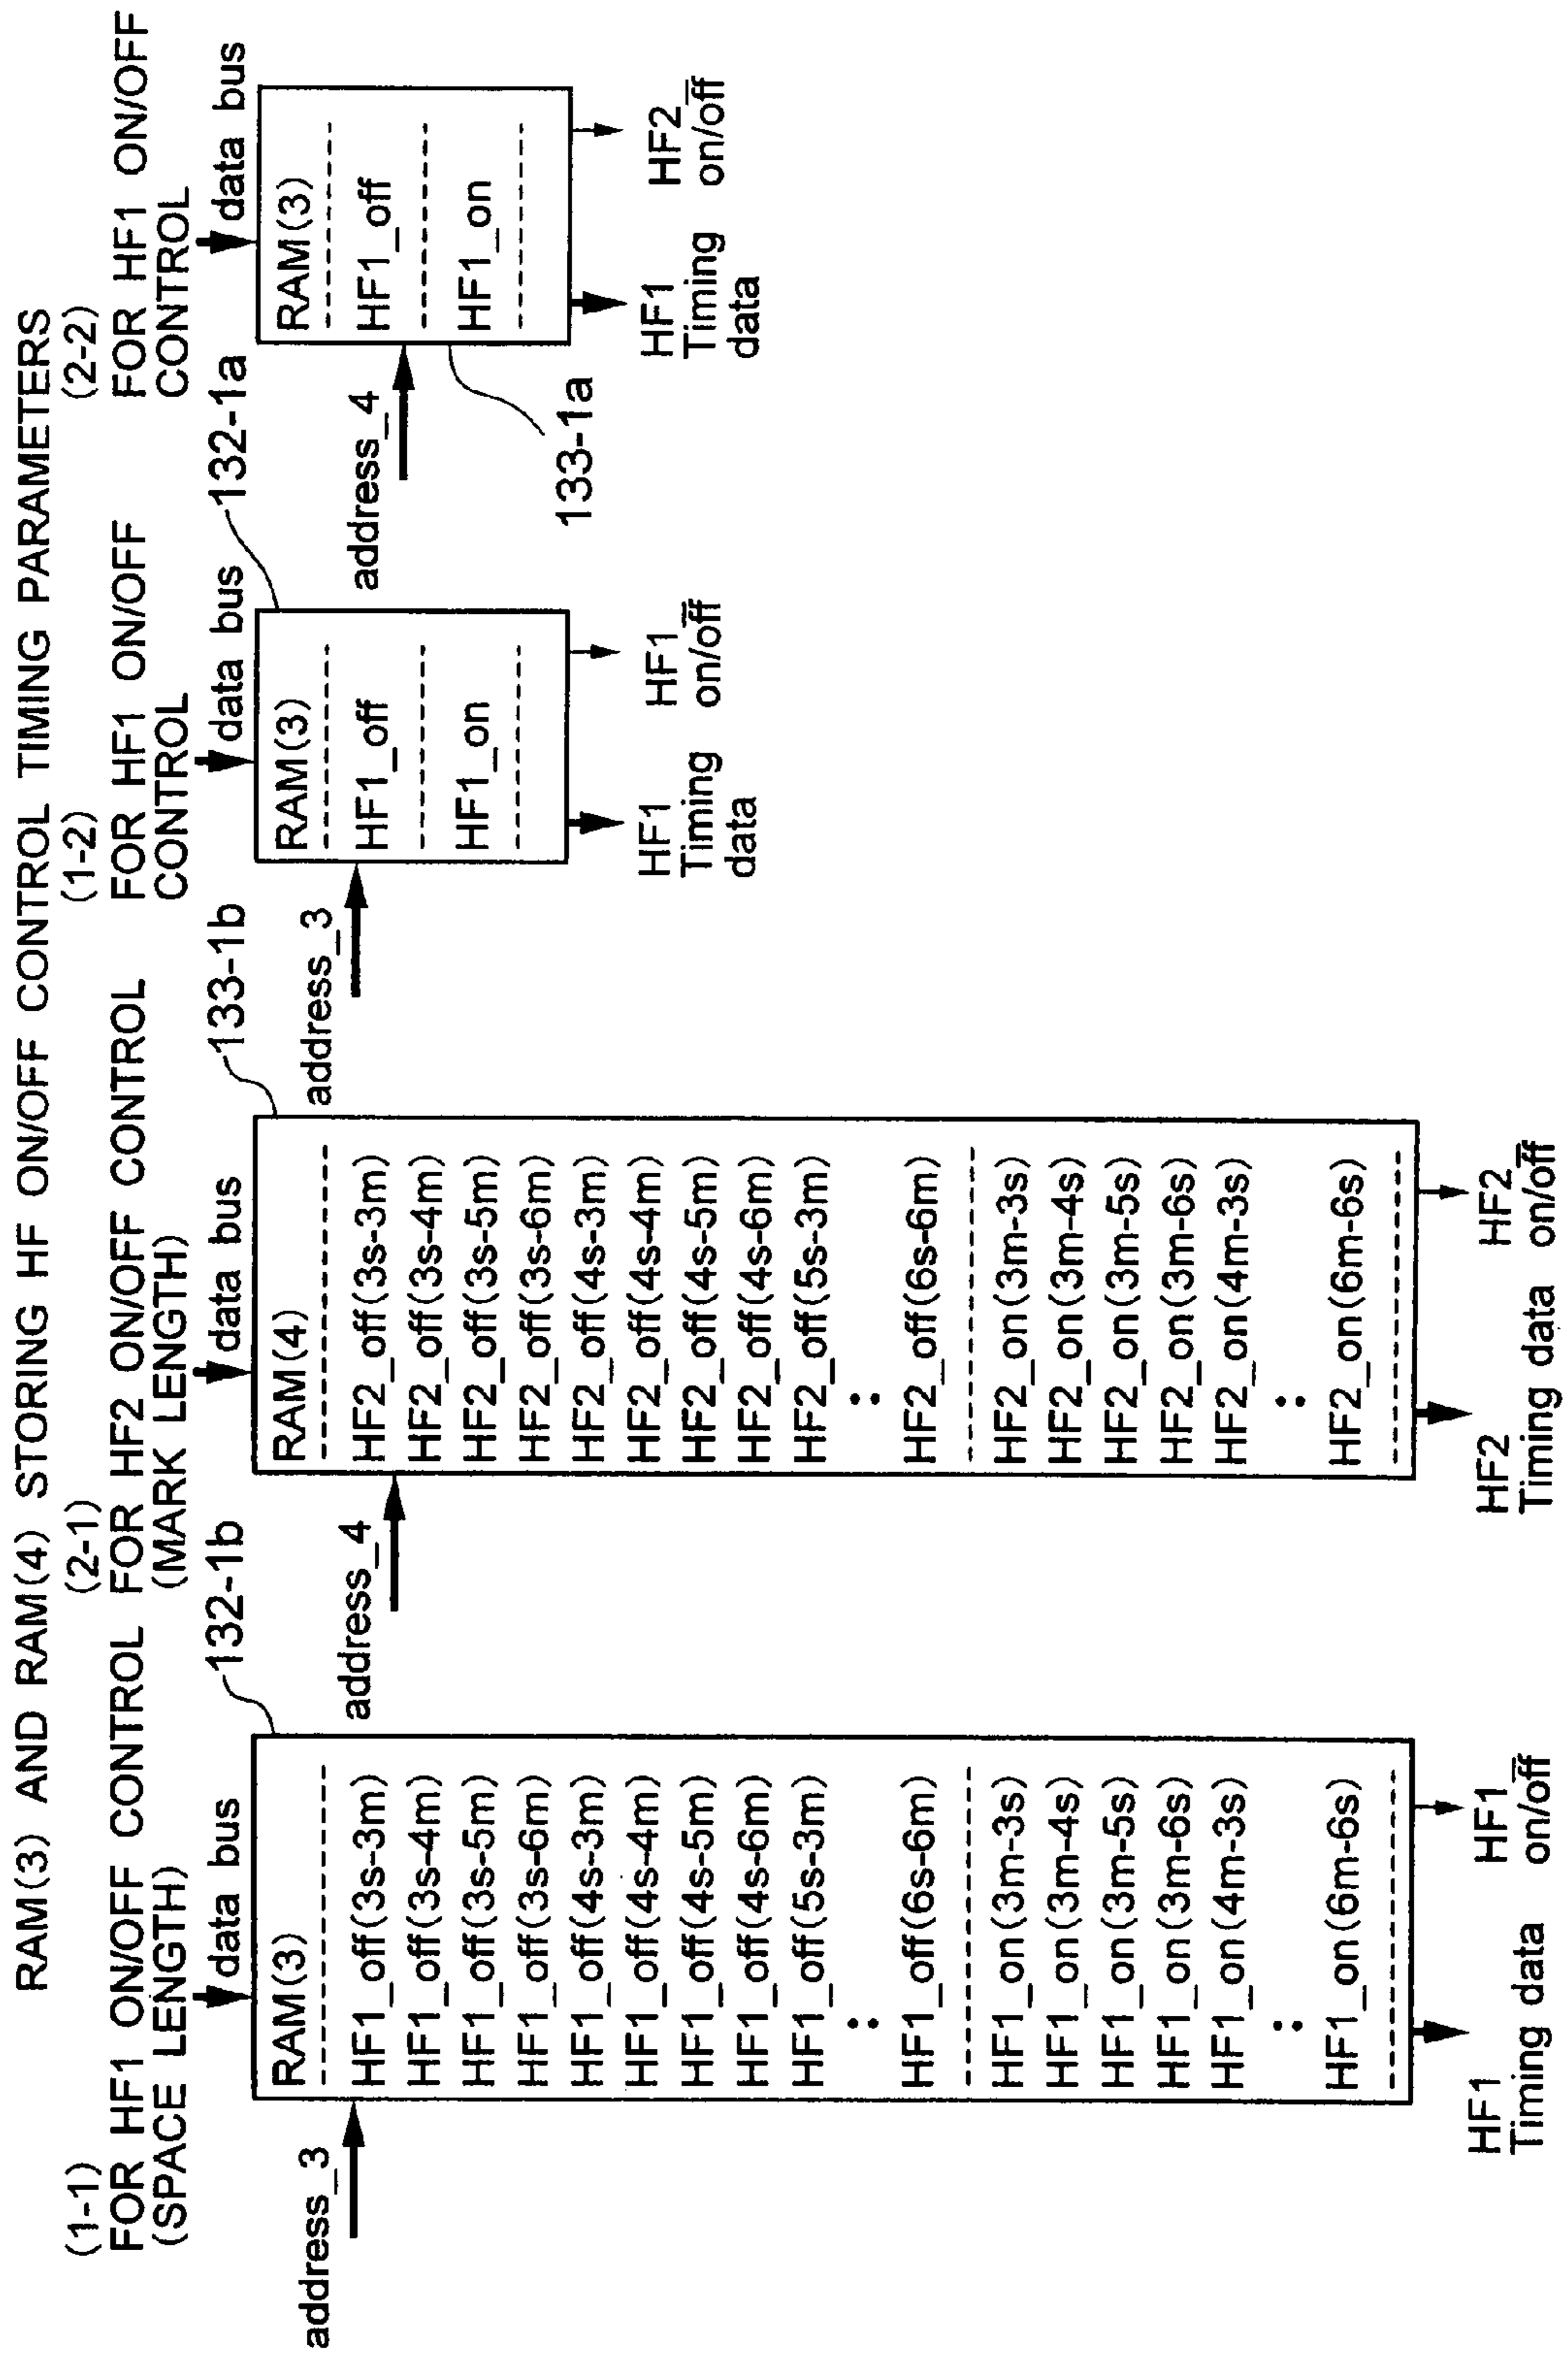 RAM(3) AND RAM(4) STORING HF ON/OFF CONTROL TIMING PARAMETERS
(1-1)
FOR HF1 ON/OFF CONTROL
(SPACE LENGTH)
132-1b
data bus
address_3
RAM(3)
HF1_off(3s-3m)
HF1_off(3s-4m)
HF1_off(3s-5m)
HF1_off(3s-6m)
HF1_off(4s-3m)
HF1_off(4s-4m)
HF1_off(4s-5m)
HF1_off(4s-6m)
HF1_off(5s-3m)
:
HF1_off(6s-6m)
HF1_on(3m-3s)
HF1_on(3m-4s)
HF1_on(3m-5s)
HF1_on(3m-6s)
HF1_on(4m-3s)
:
HF1_on(6m-6s)
HF1
Timing data
HF1
on/o̅f̅f̅
(2-1)
FOR HF2 ON/OFF CONTROL
(MARK LENGTH)
133-1b
data bus
address_4
RAM(4)
HF2_off(3s-3m)
HF2_off(3s-4m)
HF2_off(3s-5m)
HF2_off(3s-6m)
HF2_off(4s-3m)
HF2_off(4s-4m)
HF2_off(4s-5m)
HF2_off(4s-6m)
HF2_off(5s-3m)
:
HF2_off(6s-6m)
HF2_on(3m-3s)
HF2_on(3m-4s)
HF2_on(3m-5s)
HF2_on(3m-6s)
HF2_on(4m-3s)
:
HF2_on(6m-6s)
HF2
Timing data
HF2
on/o̅f̅f̅
(1-2)
FOR HF1 ON/OFF
CONTROL
132-1a
data bus
address_3
RAM(3)
HF1_off
HF1_on
HF1
Timing
data
HF1
on/o̅f̅f̅
(2-2)
FOR HF1 ON/OFF
CONTROL
data bus
address_4
133-1a
RAM(3)
HF1_off
HF1_on
HF1
Timing
data
HF2
on/o̅f̅f̅